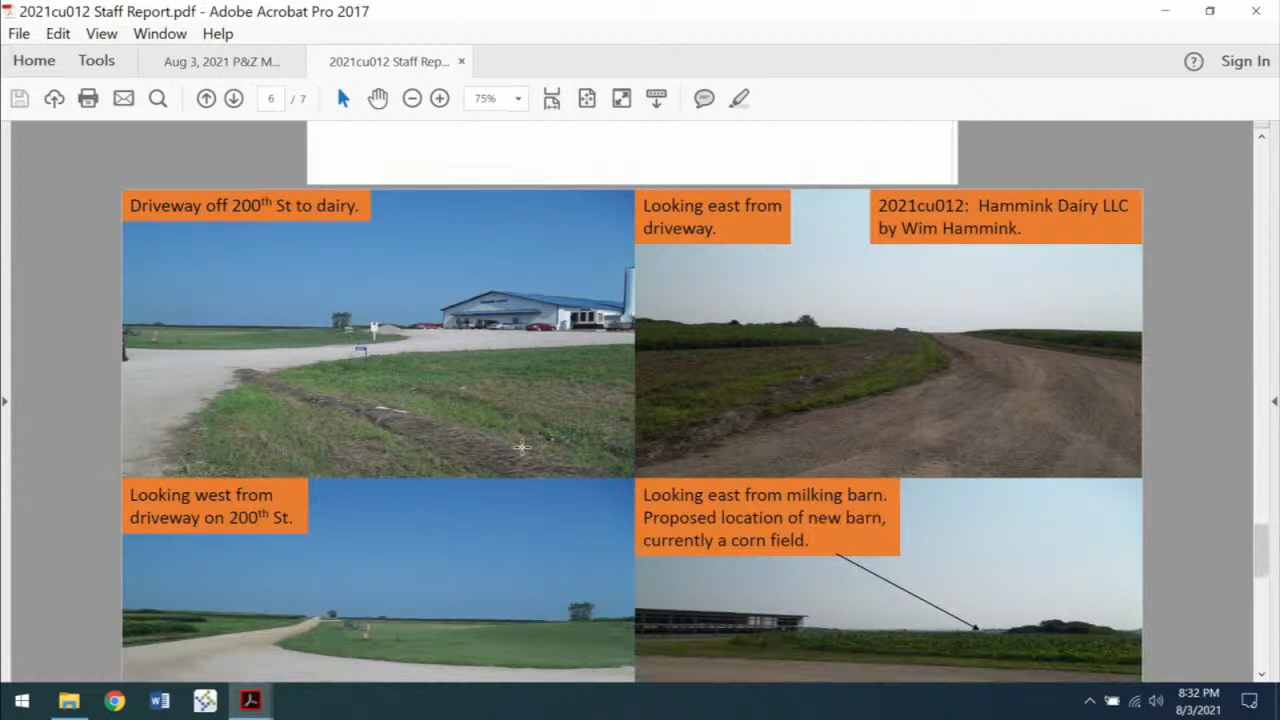 2021cu012 Staff Report.pdf - Adobe Acrobat Pro 2017
File Edit View Window Help
Home Tools Aug 3, 2021 P&Z M... 2021cu012 Staff Rep... × ? Sign In
6 / 7 75%
Driveway off 200th St to dairy.
Looking east from
driveway.
2021cu012: Hammink Dairy LLC
by Wim Hammink.
Looking west from
driveway on 200th St.
Looking east from milking barn.
Proposed location of new barn,
currently a corn field.
8:32 PM
8/3/2021